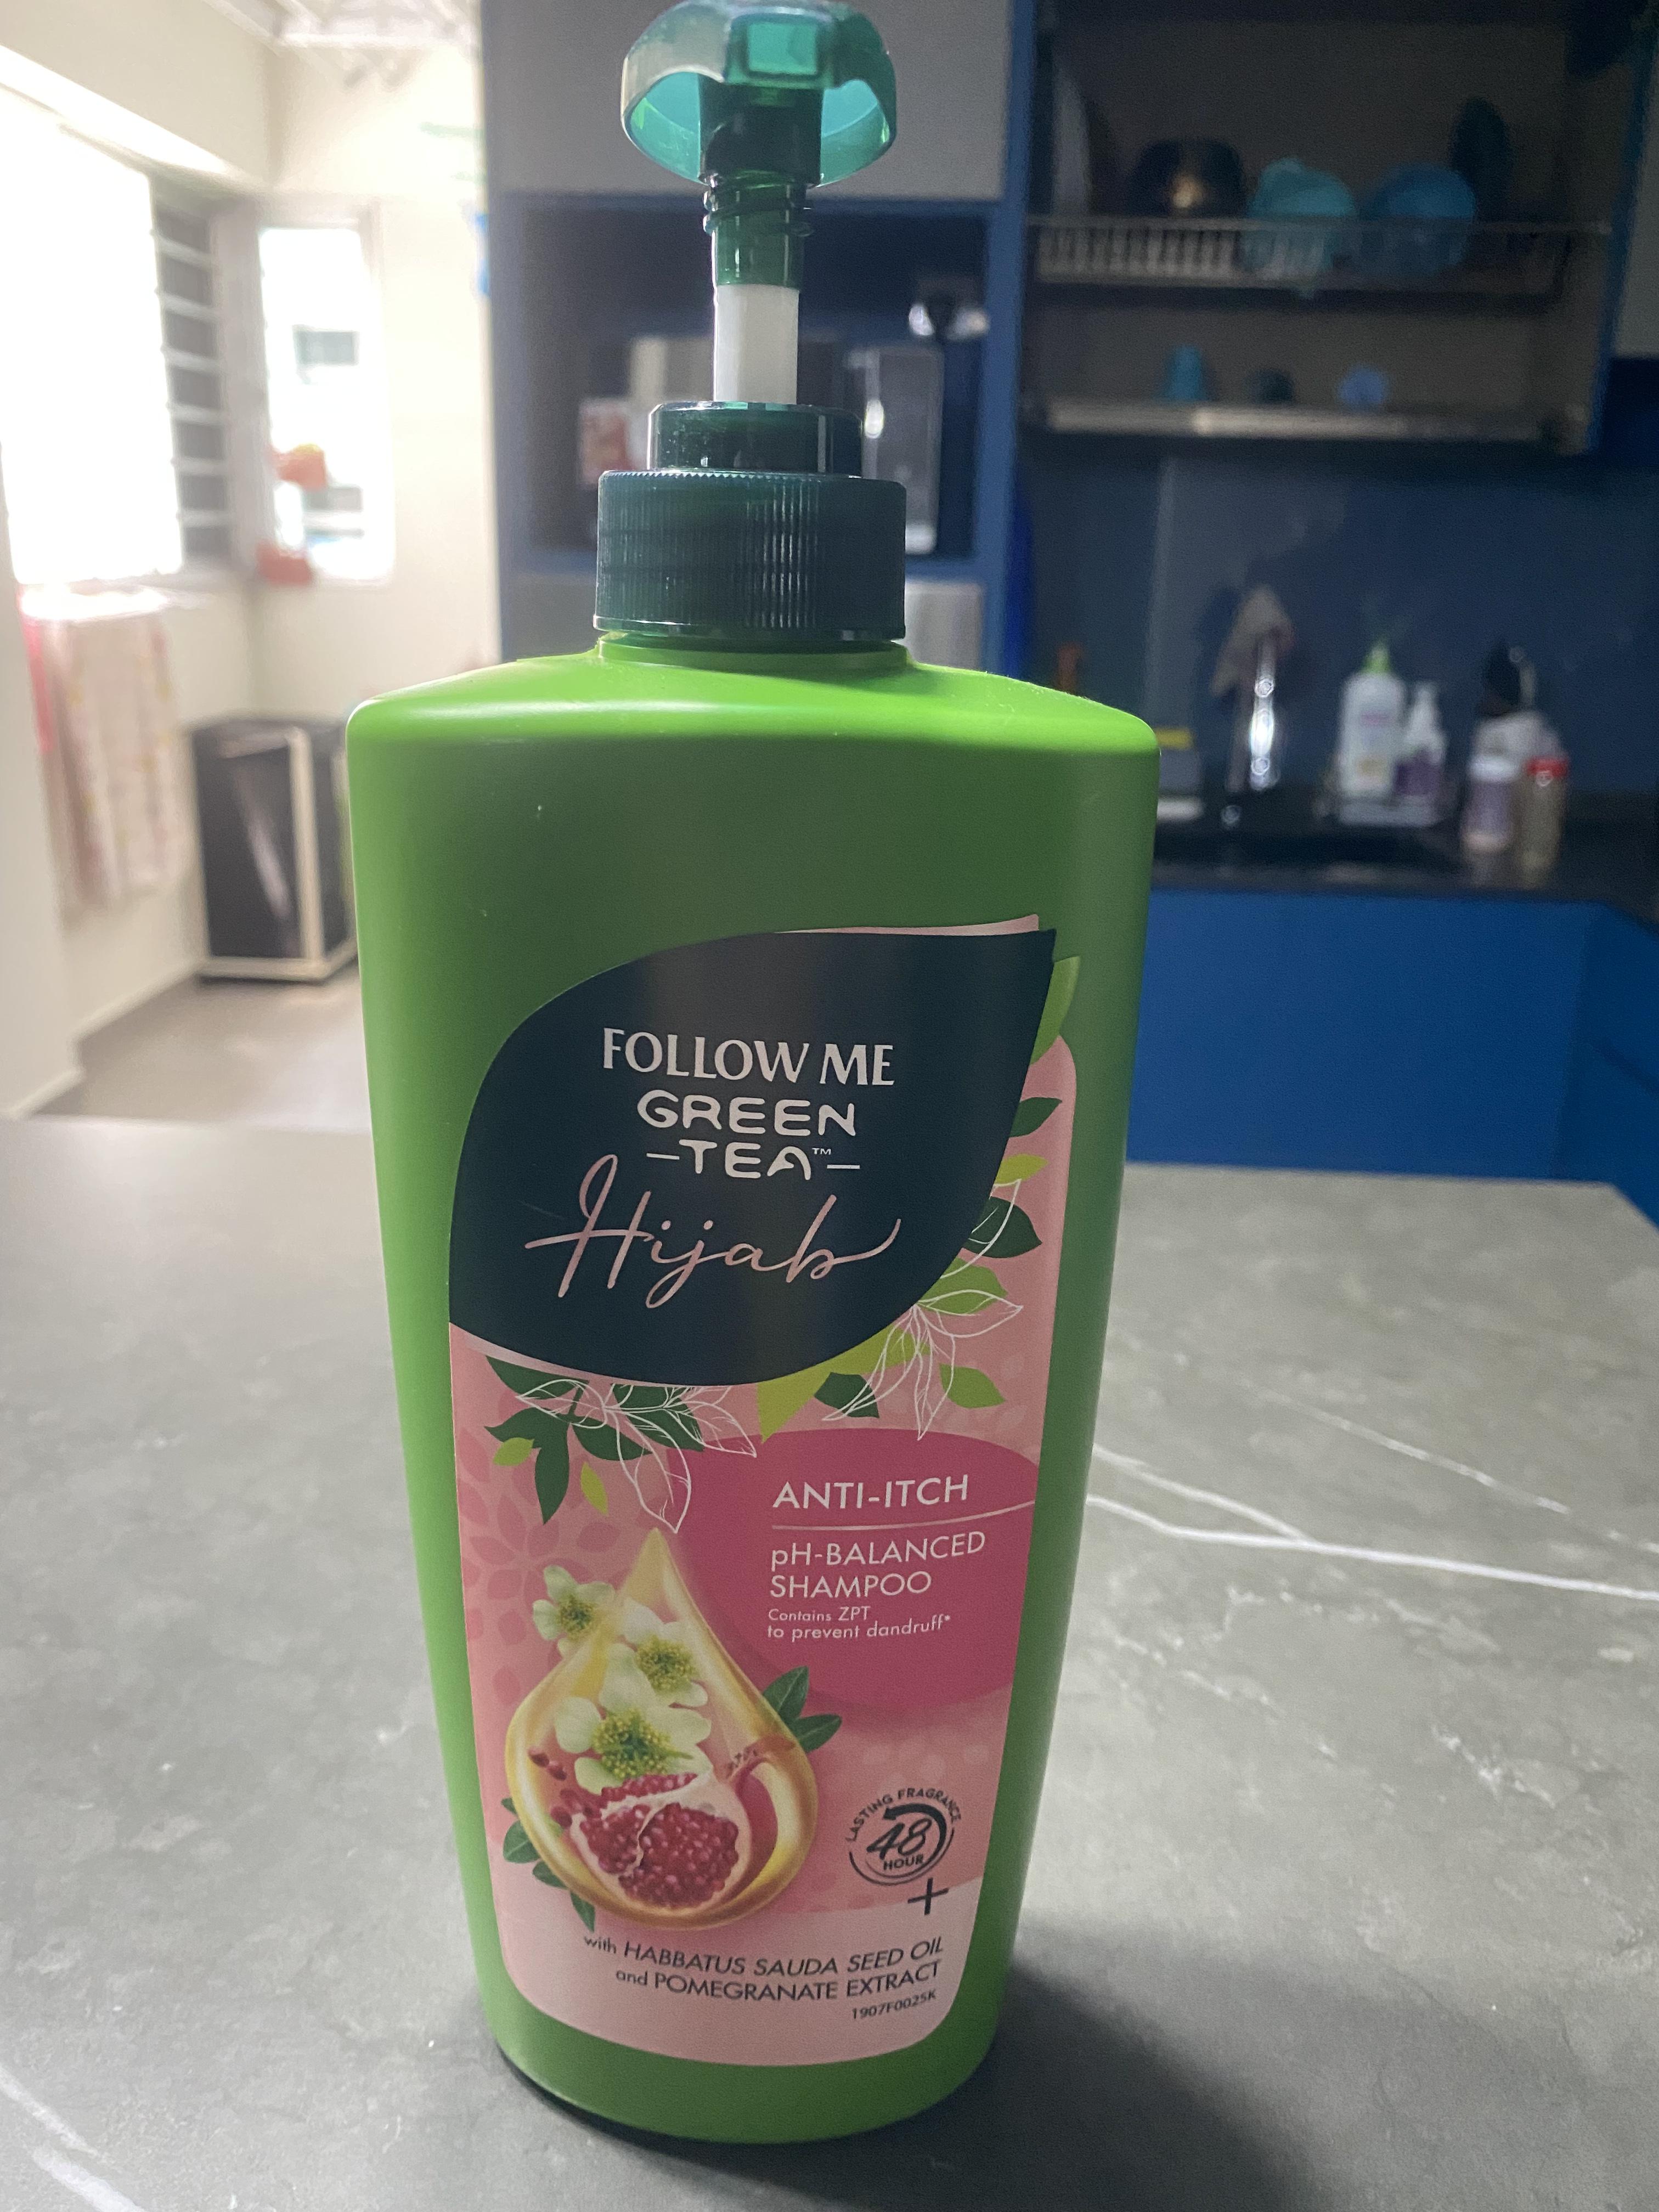 FOLLOW ME
GREEN
-TEA™-
Hijab
ANTI-ITCH
pH-BALANCED
SHAMPOO
Contains ZPT
to prevent dandruff*
LASTING FRAGRANCE
48
HOUR
+
with HABBATUS SAUDA SEED OIL
and POMEGRANATE EXTRACT
1907F0025K